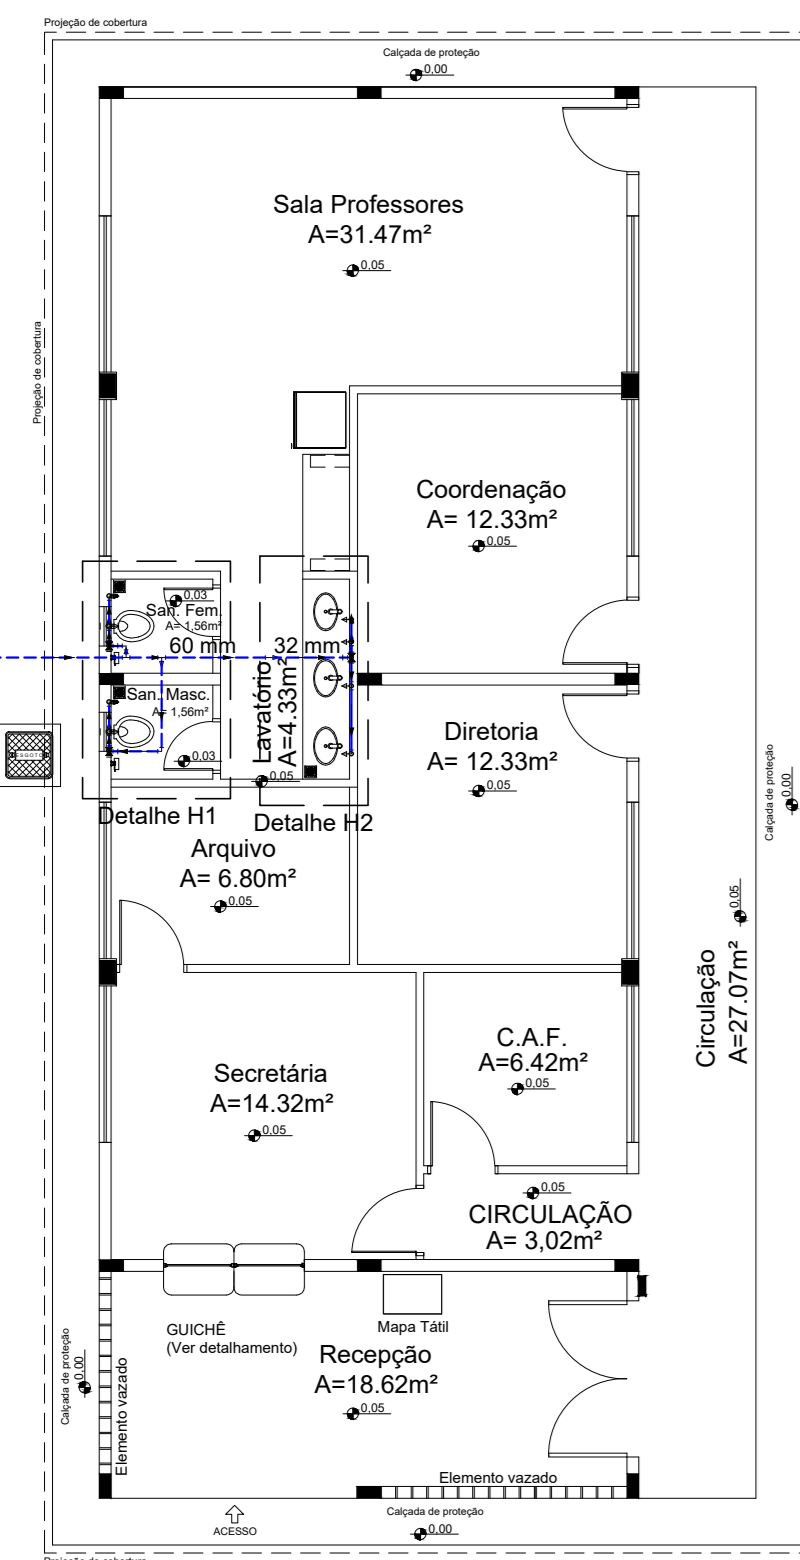 Projeção de cobertura
Calçada de proteção
0,00
Sala Professores
A=31.47m²
0,05
Projeção de cobertura
Coordenação
A= 12.33m²
0,05
0,03
San. Fem.
A= 1,56m²
60 mm
32 mm
San. Masc.
A= 1,56m²
0,03
Lavatório
A=4.33m²
0,05
Diretoria
A= 12.33m²
0,05
ESGOTO
Calçada de proteção
0,00
Detalhe H1
Detalhe H2
Arquivo
A= 6.80m²
0,05
0,05
Circulação
A=27.07m²
C.A.F.
A=6.42m²
0,05
Secretária
A=14.32m²
0,05
0,05
CIRCULAÇÃO
A= 3,02m²
GUICHÊ
(Ver detalhamento)
Mapa Tátil
Recepção
A=18.62m²
0,05
Calçada de proteção
0,00
Elemento vazado
Elemento vazado
ACESSO
Calçada de proteção
0,00
Projeção de cobertura